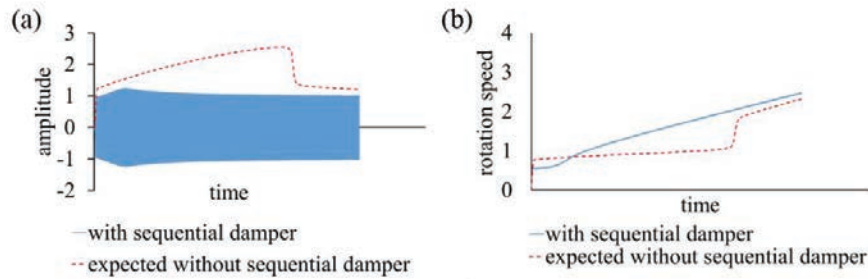 (a)
3
2
1
0
-1
-2
amplitude
time
with sequential damper
expected without sequential damper
(b)
4
3
2
1
0
rotation speed
time
with sequential damper
expected without sequential damper